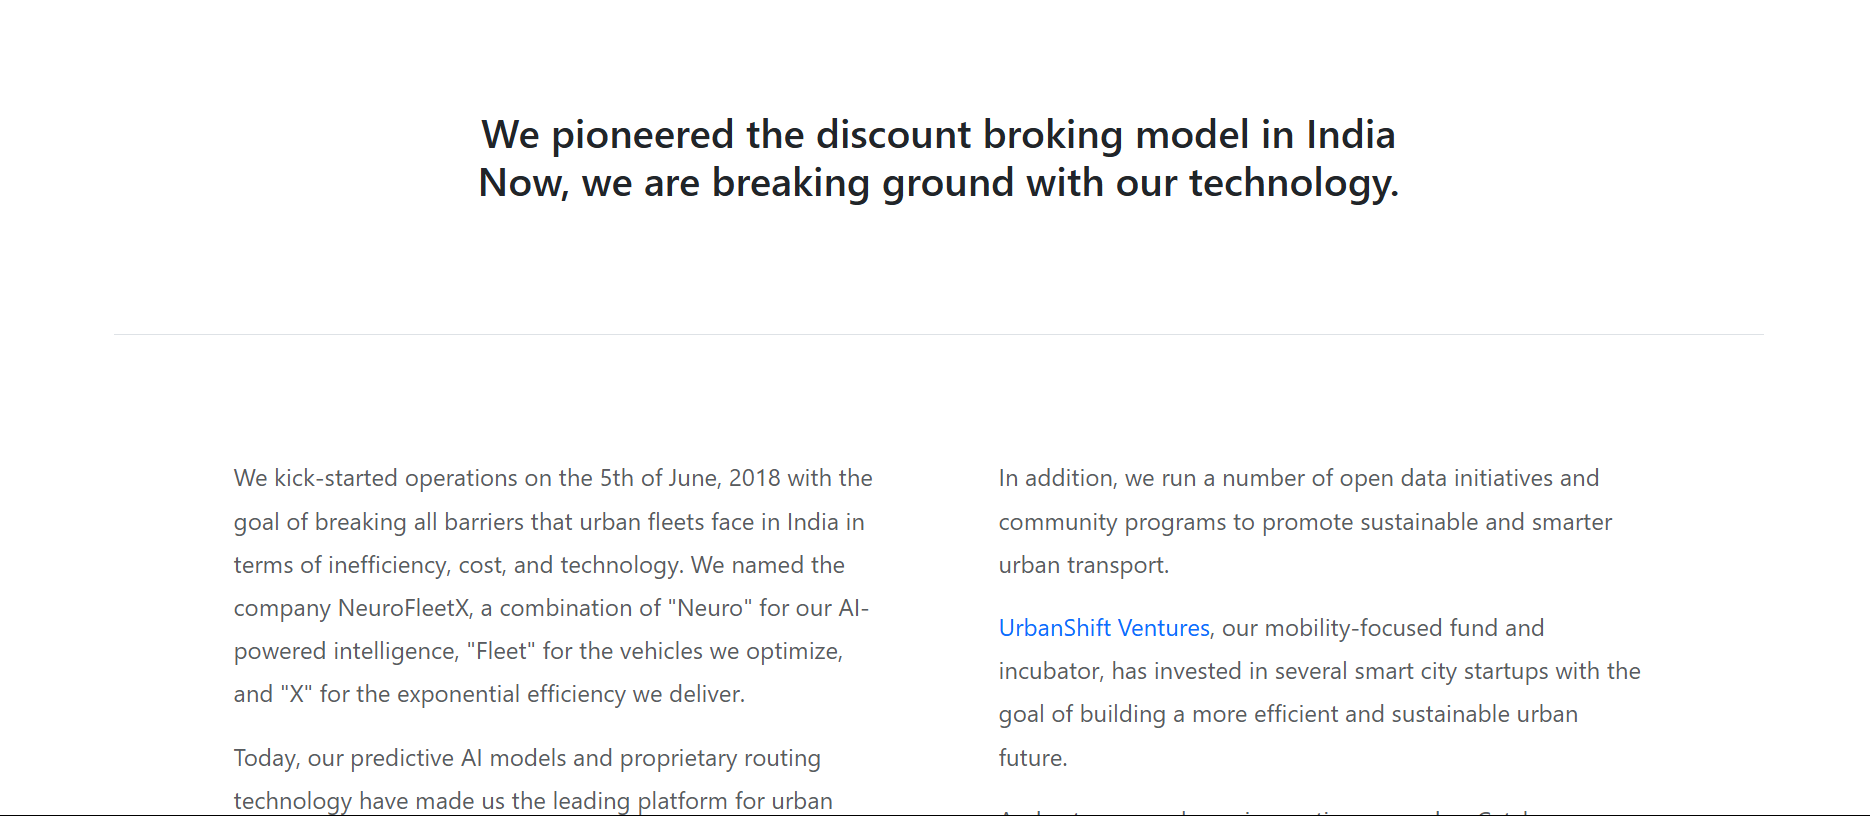 We pioneered the discount broking model in India
Now, we are breaking ground with our technology.
We kick-started operations on the 5th of June, 2018 with the
goal of breaking all barriers that urban fleets face in India in
terms of inefficiency, cost, and technology. We named the
company NeuroFleetX, a combination of "Neuro" for our AI-
powered intelligence, "Fleet" for the vehicles we optimize,
and "X" for the exponential efficiency we deliver.
Today, our predictive AI models and proprietary routing
technology have made us the leading platform for urban
In addition, we run a number of open data initiatives and
community programs to promote sustainable and smarter
urban transport.
UrbanShift Ventures, our mobility-focused fund and
incubator, has invested in several smart city startups with the
goal of building a more efficient and sustainable urban
future.